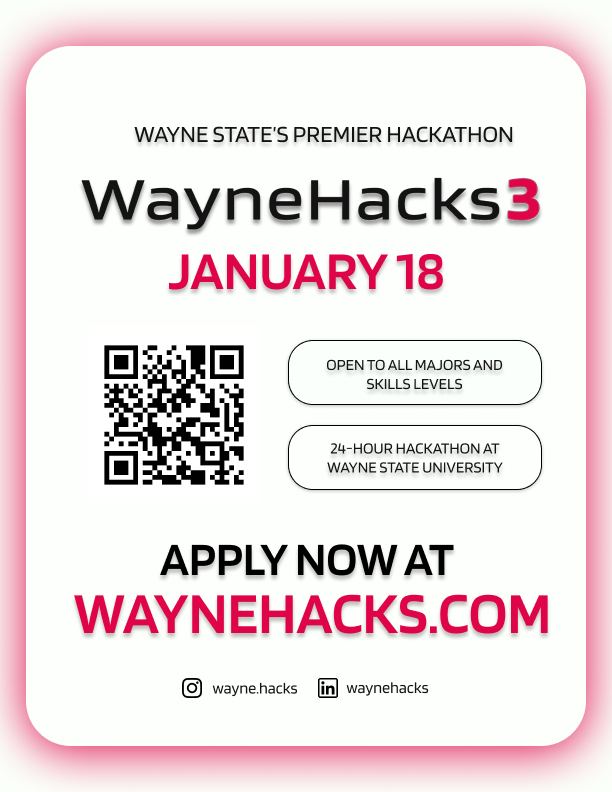 WAYNE STATE'S PREMIER HACKATHON
WayneHacks3
JANUARY 18
OPEN TO ALL MAJORS AND
SKILLS LEVELS
24-HOUR HACKATHON AT
WAYNE STATE UNIVERSITY
APPLY NOW AT
WAYNEHACKS.COM
wayne.hacks
in waynehacks